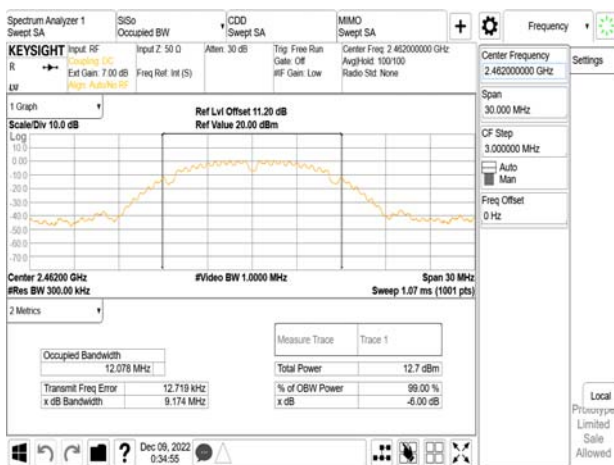 Spectrum Analyzer 1
Swept SA
SiSo
Occupied BW
CDD
Swept SA
MIMO
Swept SA
+
Frequency
KEYSIGHT
R
Input: RF
Coupling: DC
Ext Gain: 7.00 dB
Align: Auto/No RF
Input Z: 50 Ω
Freq Ref: Int (S)
Atten: 30 dB
Trig: Free Run
Gate: Off
#IF Gain: Low
Center Freq: 2.462000000 GHz
Avg|Hold: 100/100
Radio Std: None
Center Frequency
2.462000000 GHz
Settings
Span
30.000 MHz
CF Step
3.000000 MHz
Auto
Man
Freq Offset
0 Hz
1 Graph
Scale/Div 10.0 dB
Ref Lvl Offset 11.20 dB
Ref Value 20.00 dBm
Log
10.0
0.00
-10.0
-20.0
-30.0
-40.0
-50.0
-60.0
-70.0
Center 2.46200 GHz
#Res BW 300.00 kHz
#Video BW 1.0000 MHz
Span 30 MHz
Sweep 1.07 ms (1001 pts)
2 Metrics
Measure Trace Trace 1
Occupied Bandwidth
12.078 MHz
Total Power 12.7 dBm
Transmit Freq Error 12.719 kHz
% of OBW Power 99.00 %
x dB Bandwidth 9.174 MHz
x dB -6.00 dB
Local
Prototype
Limited
Sale
Allowed
?
Dec 09, 2022
0:34:55